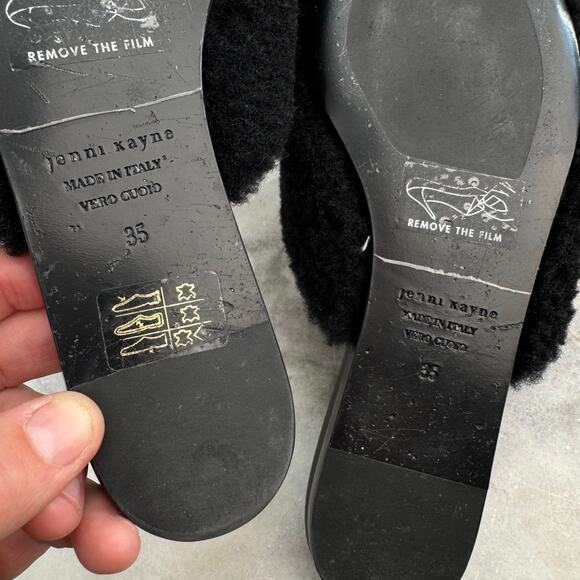 REMOVE THE FILM
jenni kayne
MADE IN ITALY
VERO CUOIO
35
REMOVE THE FILM
jenni kayne
MADE IN ITALY
VERO CUOIO
35